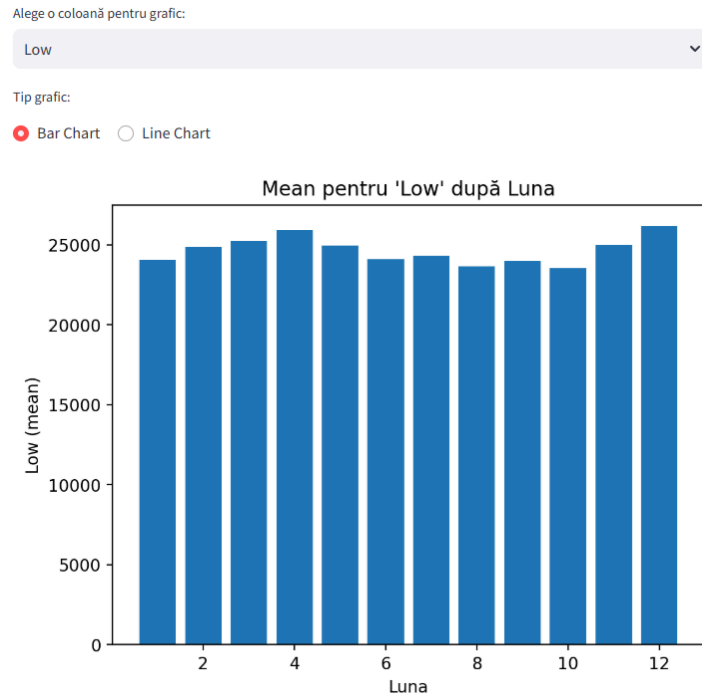 Alege o coloană pentru grafic:
Low
Tip grafic:
Bar Chart Line Chart
Mean pentru 'Low' după Luna
25000
20000
15000
10000
5000
0
Low (mean)
2 4 6 8 10 12
Luna